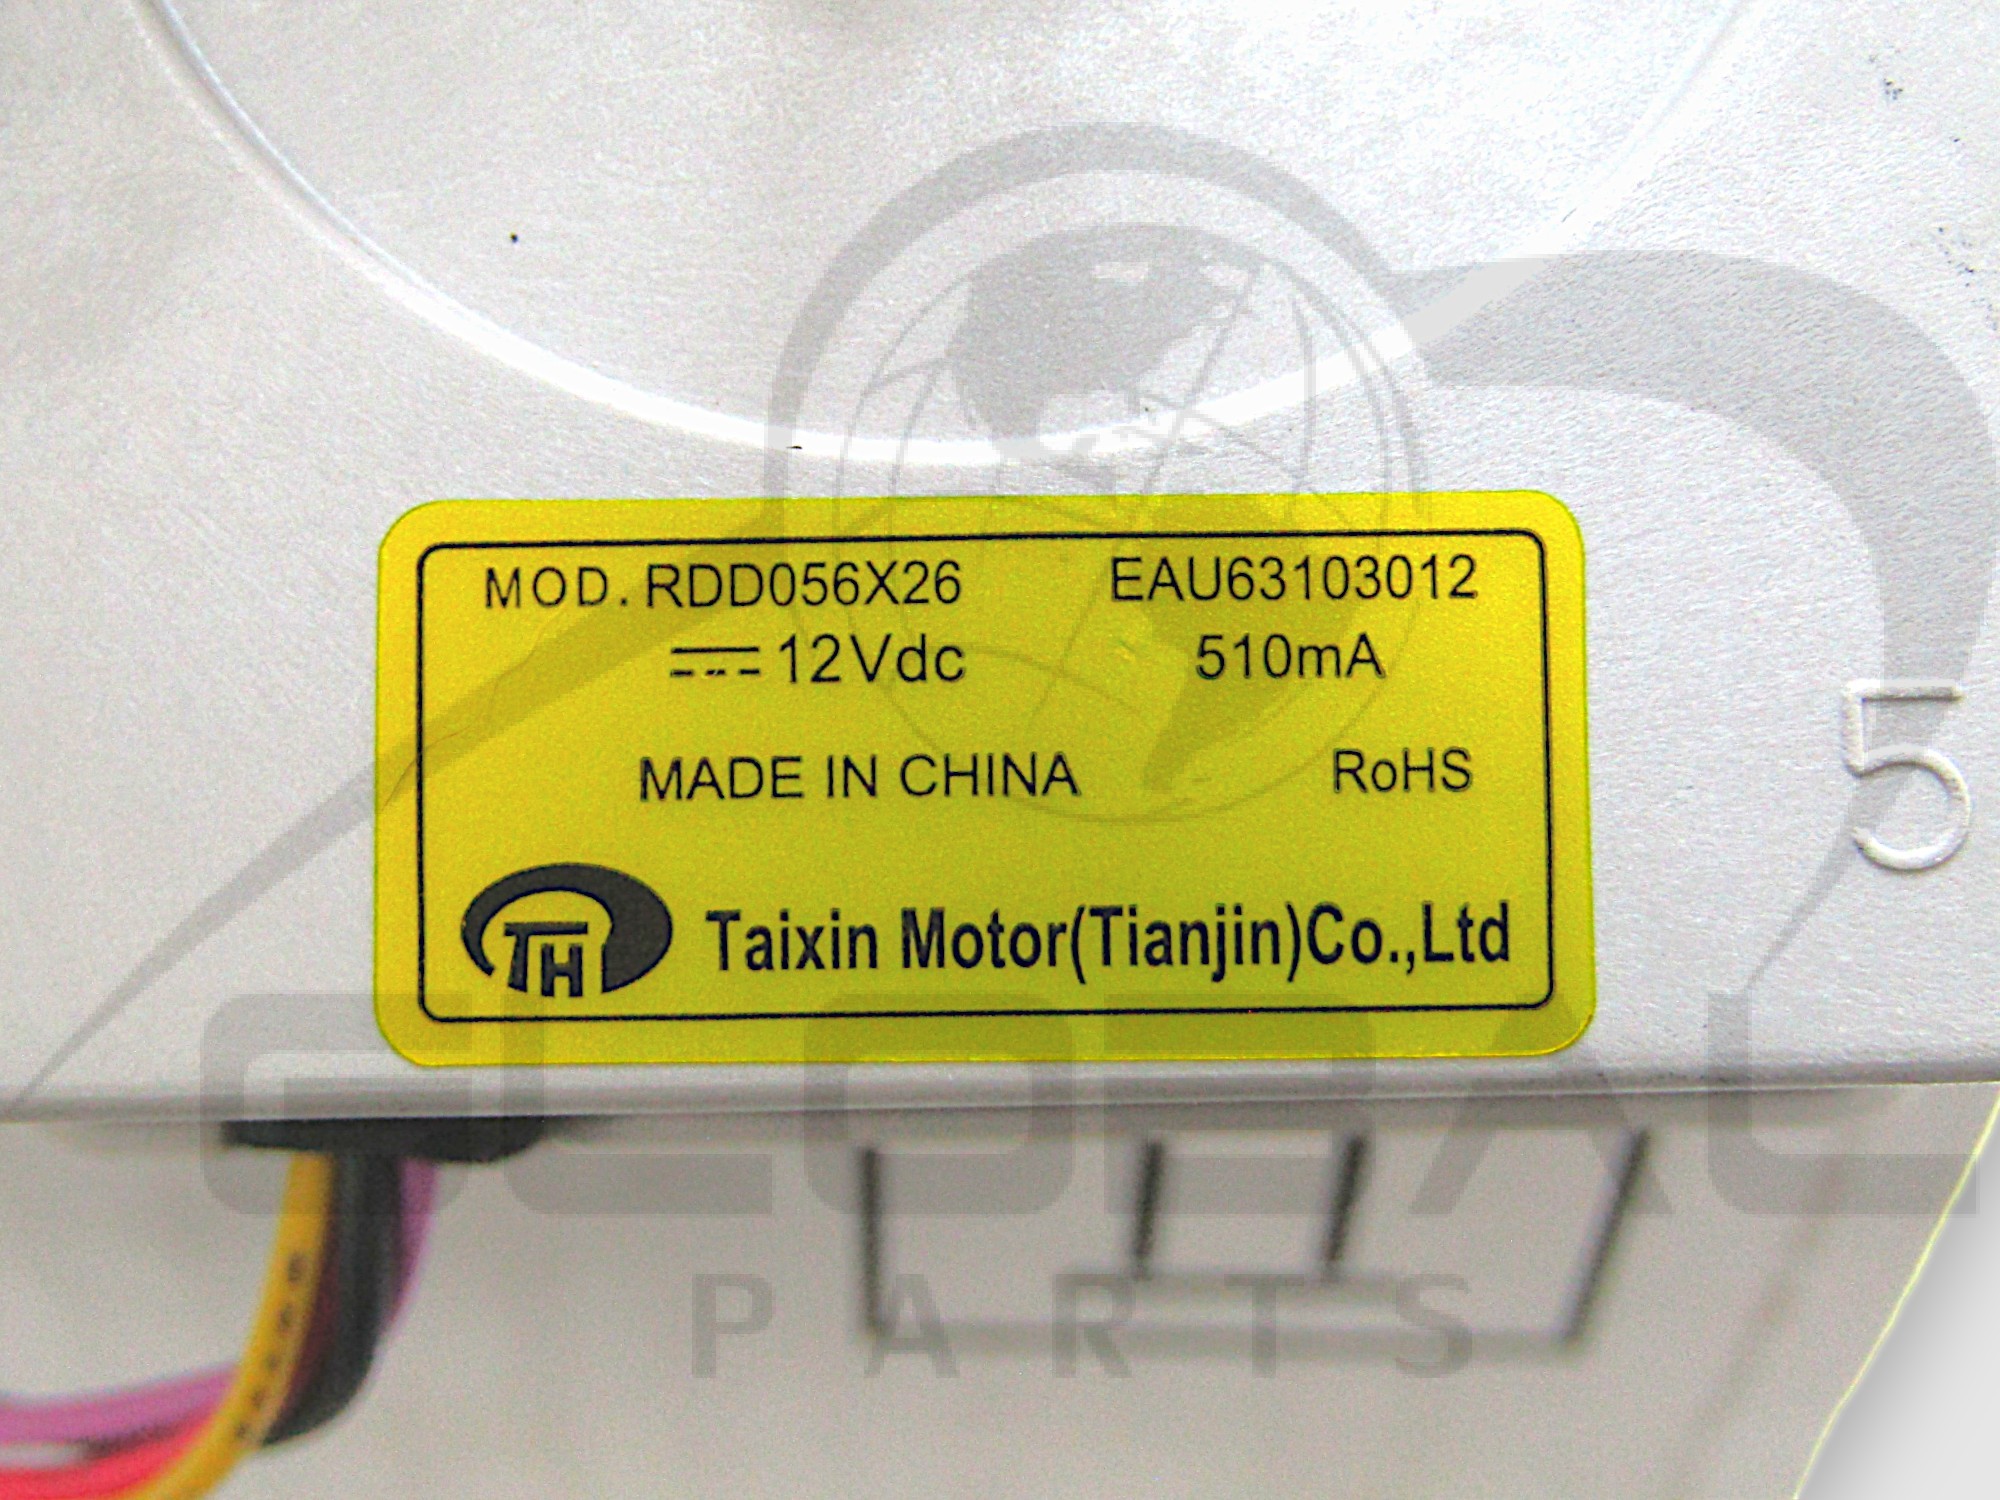 MOD. RDD056X26 EAU63103012
⎓ 12Vdc 510mA
MADE IN CHINA RoHS
TH Taixin Motor(Tianjin)Co.,Ltd
5
GLOBAL
PARTS